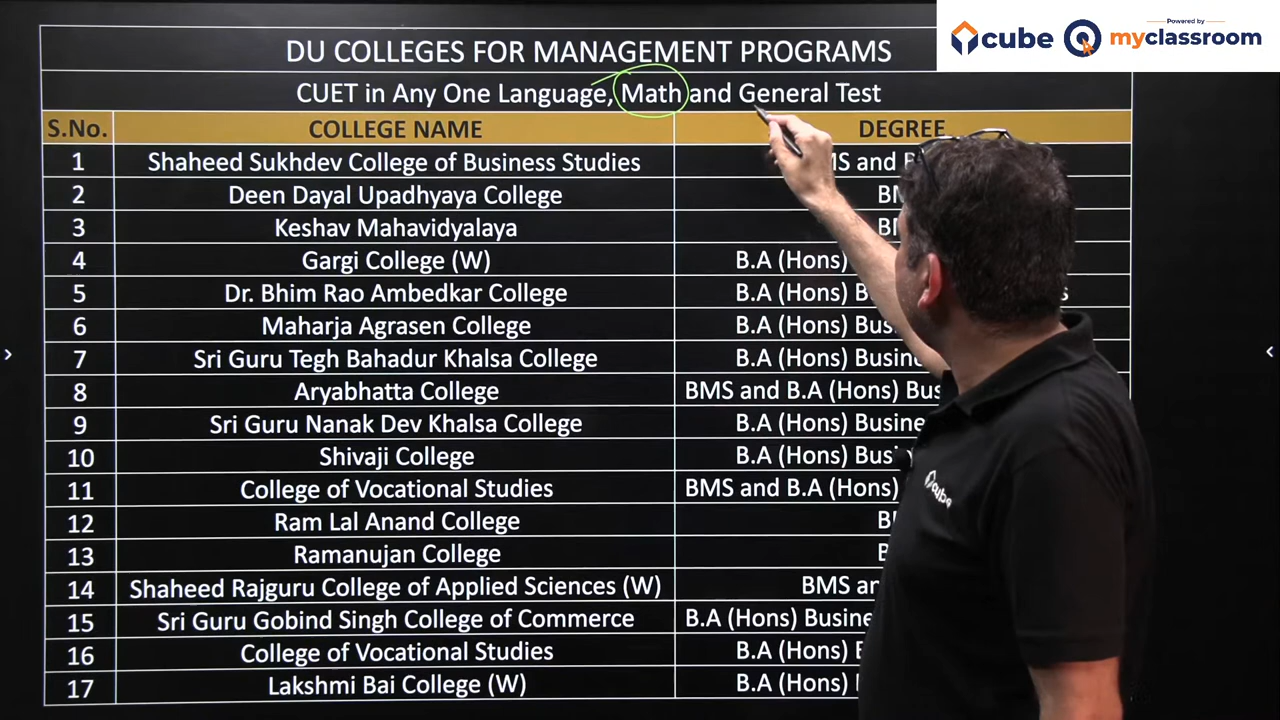 Powered by
cube myclassroom
DU COLLEGES FOR MANAGEMENT PROGRAMS
CUET in Any One Language, Math and General Test
S.No. COLLEGE NAME DEGREE
1 Shaheed Sukhdev College of Business Studies and
2 Deen Dayal Upadhyaya College
3 Keshav Mahavidyalaya
4 Gargi College (W) B.A (Hons)
5 Dr. Bhim Rao Ambedkar College B.A (Hons)
6 Maharja Agrasen College B.A (Hons)
7 Sri Guru Tegh Bahadur Khalsa College B.A (Hons)
8 Aryabhatta College BMS and B.A (Hons)
9 Sri Guru Nanak Dev Khalsa College B.A (Hons)
10 Shivaji College B.A (Hons)
11 College of Vocational Studies BMS and B.A (Hons)
12 Ram Lal Anand College
13 Ramanujan College
14 Shaheed Rajguru College of Applied Sciences (W) BMS
15 Sri Guru Gobind Singh College of Commerce B.A (Hons)
16 College of Vocational Studies B.A (Hons)
17 Lakshmi Bai College (W) B.A (Hons)
cube